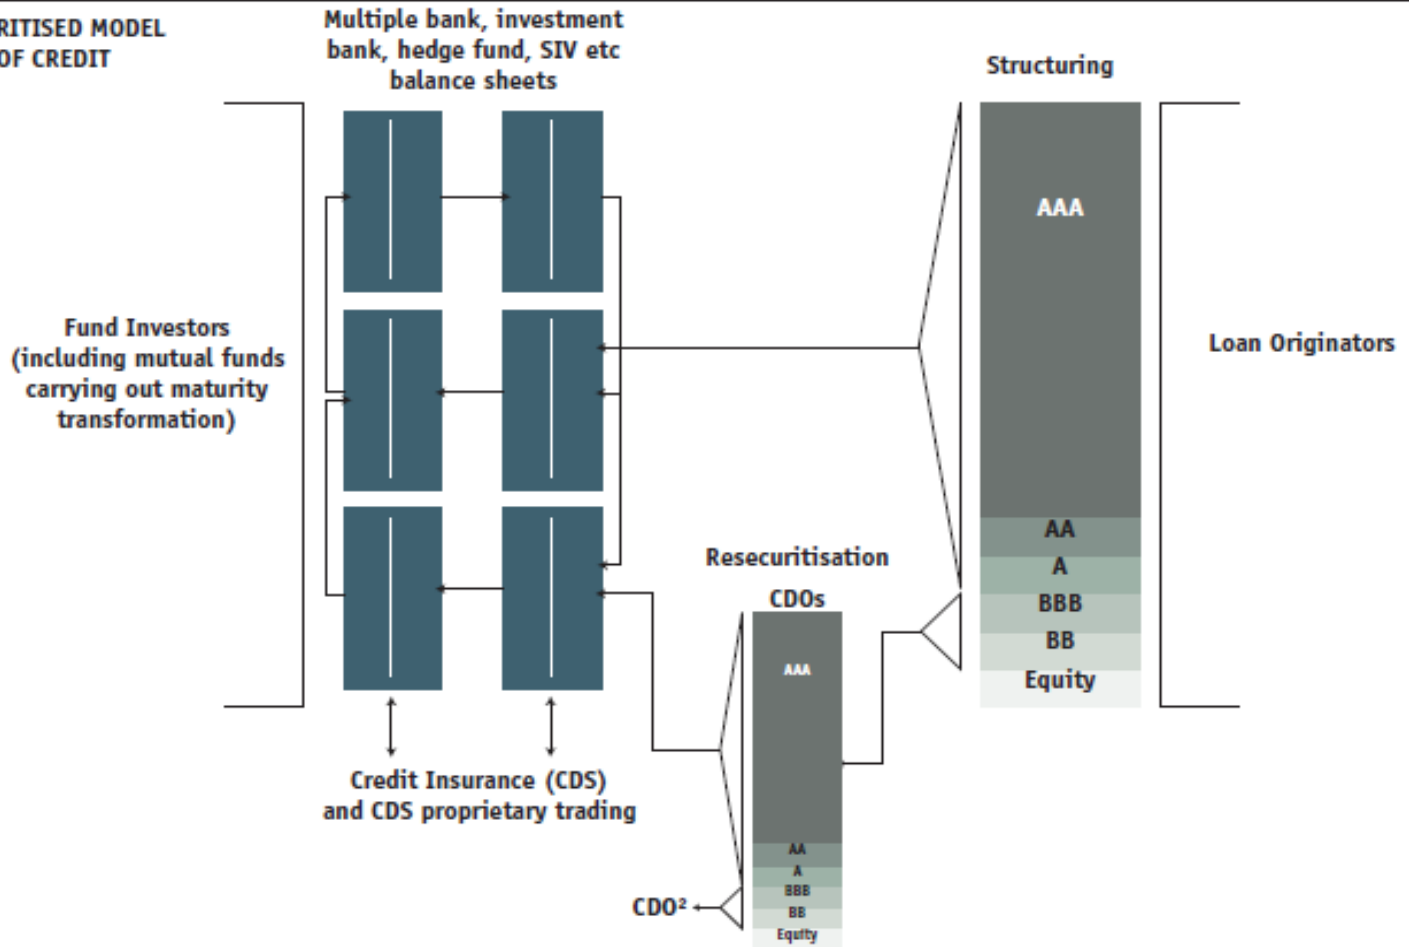 RITISED MODEL
OF CREDIT
Multiple bank, investment
bank, hedge fund, SIV etc
balance sheets
Structuring
AAA
Fund Investors
(including mutual funds
carrying out maturity
transformation)
Loan Originators
AA
A
BBB
BB
Equity
Resecuritisation
CDOs
AAA
AA
A
BBB
BB
Equity
Credit Insurance (CDS)
and CDS proprietary trading
CDO²